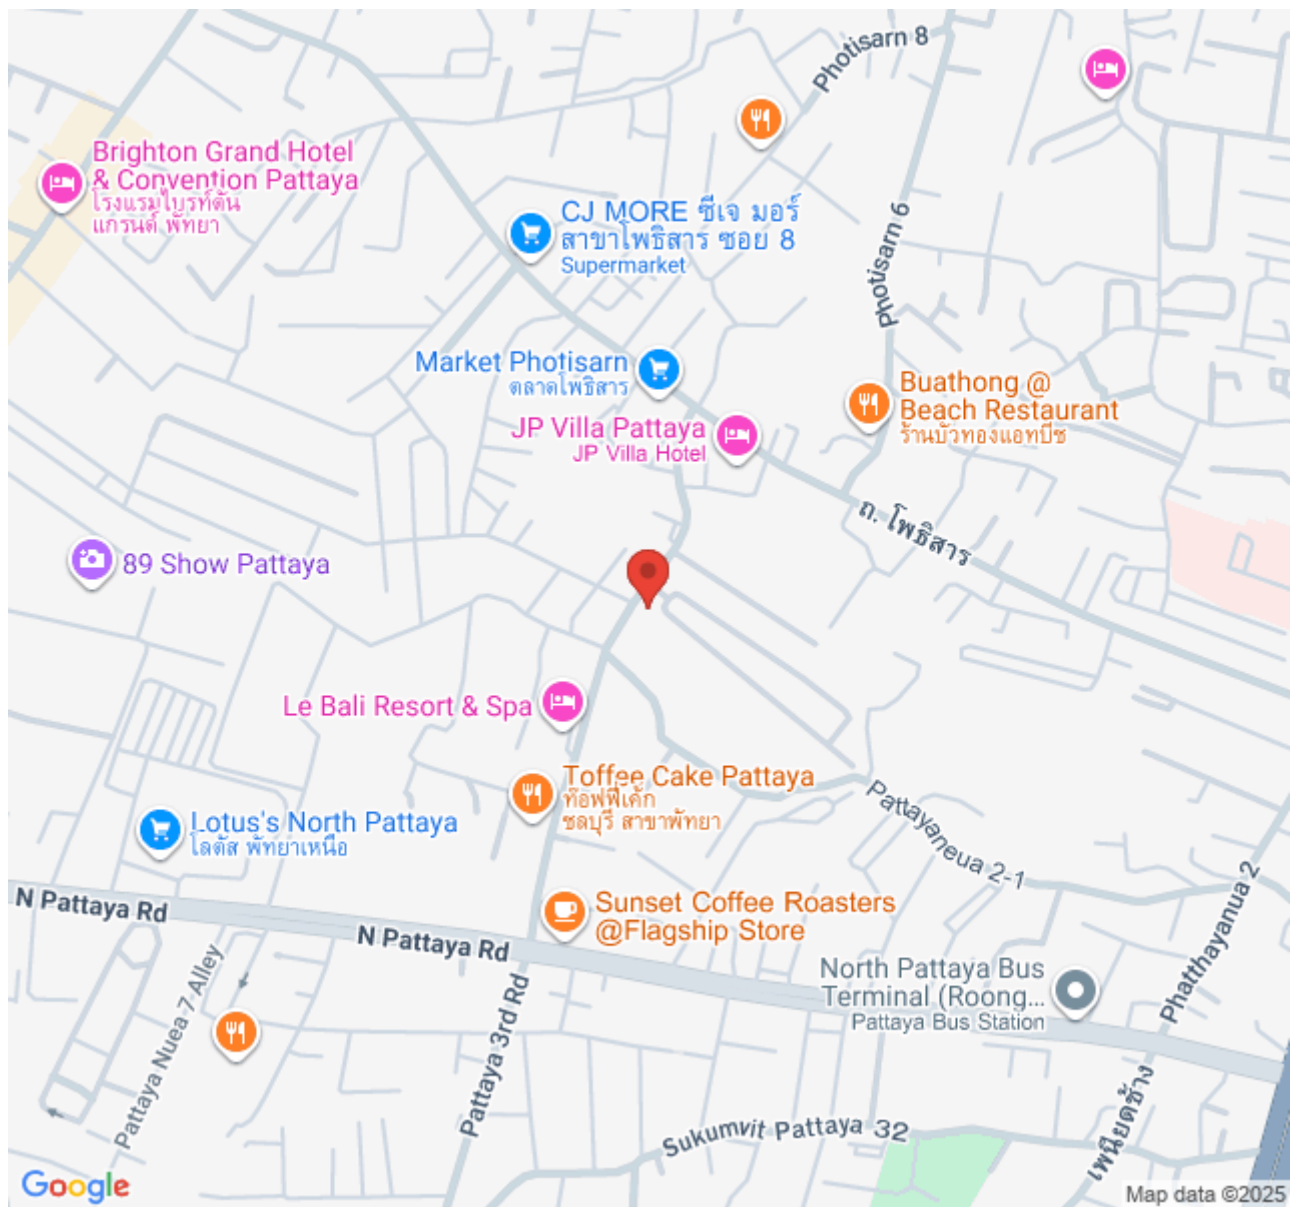 Photisarn 8
Brighton Grand Hotel
& Convention Pattaya
โรงแรมไบรท์ตัน
แกรนด์ พัทยา
CJ MORE ซีเจ มอร์
สาขาโพธิสาร ซอย 8
Supermarket
Photisarn 6
Market Photisarn
ตลาดโพธิสาร
Buathong @
Beach Restaurant
ร้านบัวทองแอทบีช
JP Villa Pattaya
JP Villa Hotel
ถ. โพธิสาร
89 Show Pattaya
Le Bali Resort & Spa
Toffee Cake Pattaya
ท๊อฟฟี่เค้ก
ชลบุรี สาขาพัทยา
Lotus's North Pattaya
โลตัส พัทยาเหนือ
Pattayaneua 2-1
N Pattaya Rd
N Pattaya Rd
Sunset Coffee Roasters
@Flagship Store
Phatthayanua 2
North Pattaya Bus
Terminal (Roong...
Pattaya Bus Station
Pattaya Nuea 7 Alley
Pattaya 3rd Rd
Sukumvit Pattaya 32
เพนียดช้าง
Google
Map data ©2025